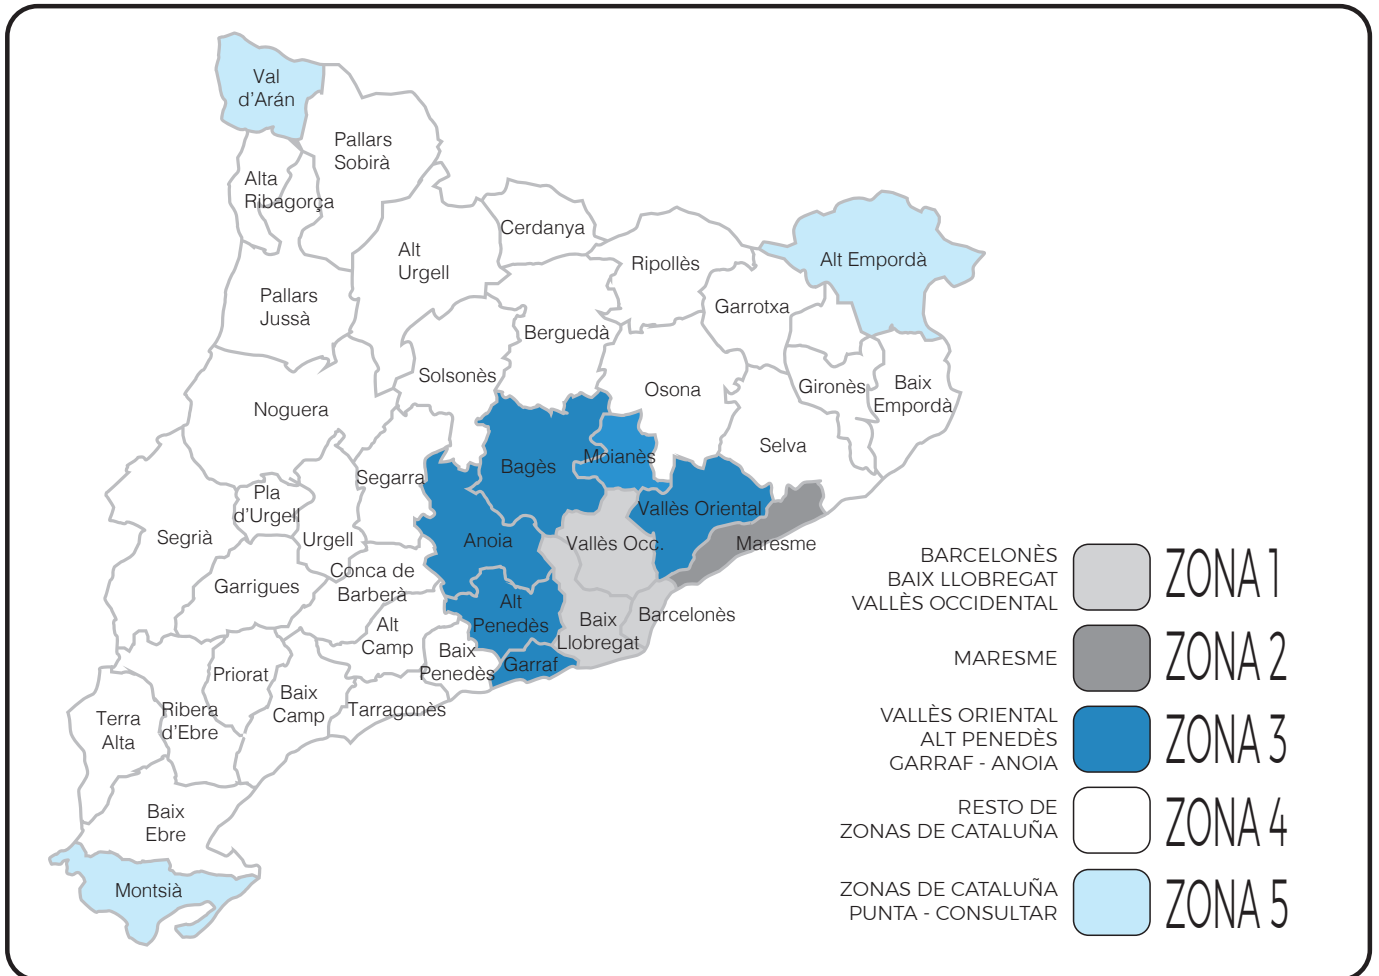 Val
d'Arán
Pallars
Sobirà
Alta
Ribagorça
Cerdanya
Alt
Urgell
Ripollès
Alt Empordà
Pallars
Jussà
Garrotxa
Berguedà
Solsonès
Osona
Gironès
Baix
Empordà
Noguera
Selva
Moianès
Bagès
Segarra
Pla
d'Urgell
Vallès Oriental
Segrià
Urgell
Anoia
Vallès Occ.
Maresme
Garrigues
Conca de
Barberà
Alt
Penedès
Baix
Llobregat
Barcelonès
Alt
Camp
Baix
Penedès
Garraf
Priorat
Baix
Camp
Tarragonès
Terra
Alta
Ribera
d'Ebre
Baix
Ebre
Montsià
BARCELONÈS
BAIX LLOBREGAT
VALLÈS OCCIDENTAL
ZONA 1
MARESME
ZONA 2
VALLÈS ORIENTAL
ALT PENEDÈS
GARRAF - ANOIA
ZONA 3
RESTO DE
ZONAS DE CATALUÑA
ZONA 4
ZONAS DE CATALUÑA
PUNTA - CONSULTAR
ZONA 5